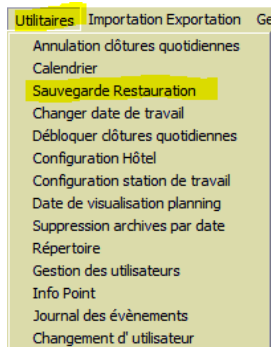 Utilitaires Importation Exportation Ge
Annulation clôtures quotidiennes
Calendrier
Sauvegarde Restauration
Changer date de travail
Débloquer clôtures quotidiennes
Configuration Hôtel
Configuration station de travail
Date de visualisation planning
Suppression archives par date
Répertoire
Gestion des utilisateurs
Info Point
Journal des évènements
Changement d' utilisateur